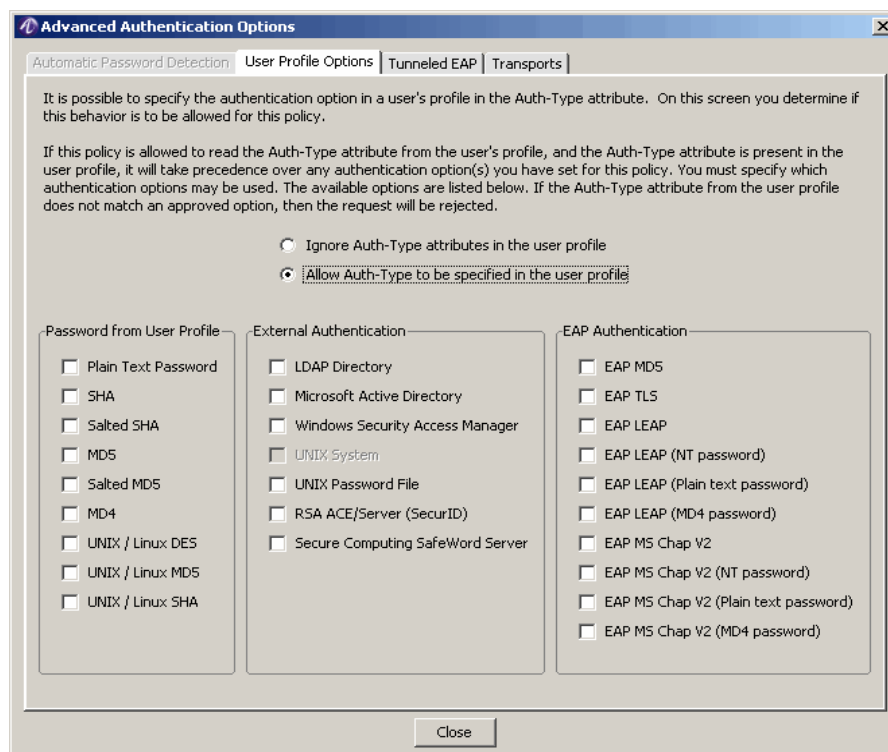 Advanced Authentication Options
Automatic Password Detection
User Profile Options
Tunneled EAP
Transports
It is possible to specify the authentication option in a user's profile in the Auth-Type attribute. On this screen you determine if
this behavior is to be allowed for this policy.
If this policy is allowed to read the Auth-Type attribute from the user's profile, and the Auth-Type attribute is present in the
user profile, it will take precedence over any authentication option(s) you have set for this policy. You must specify which
authentication options may be used. The available options are listed below. If the Auth-Type attribute from the user profile
does not match an approved option, then the request will be rejected.
Ignore Auth-Type attributes in the user profile
Allow Auth-Type to be specified in the user profile
Password from User Profile
Plain Text Password
SHA
Salted SHA
MD5
Salted MD5
MD4
UNIX / Linux DES
UNIX / Linux MD5
UNIX / Linux SHA
External Authentication
LDAP Directory
Microsoft Active Directory
Windows Security Access Manager
UNIX System
UNIX Password File
RSA ACE/Server (SecurID)
Secure Computing SafeWord Server
EAP Authentication
EAP MD5
EAP TLS
EAP LEAP
EAP LEAP (NT password)
EAP LEAP (Plain text password)
EAP LEAP (MD4 password)
EAP MS Chap V2
EAP MS Chap V2 (NT password)
EAP MS Chap V2 (Plain text password)
EAP MS Chap V2 (MD4 password)
Close